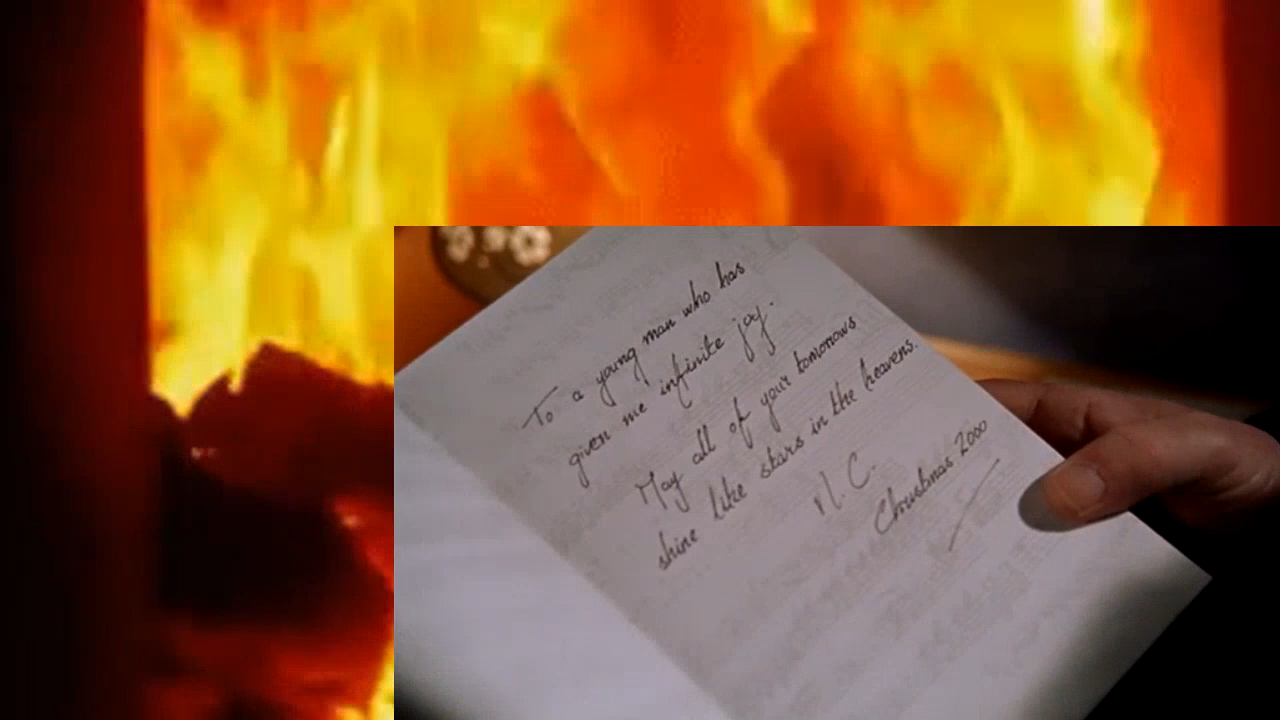 To a young man who has
given me infinite joy.
May all of your tomorrows
shine like stars in the heavens.
N.C.
Christmas 2000